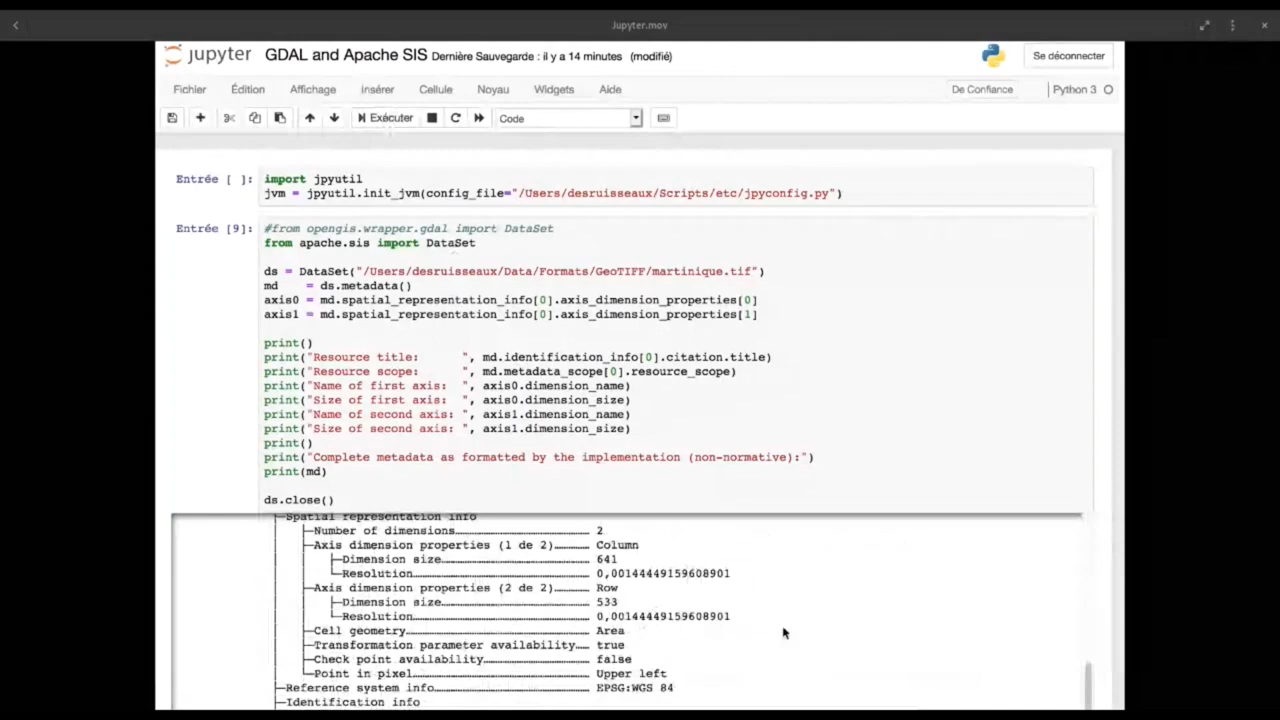 Jupyter.mov
jupyter GDAL and Apache SIS Dernière Sauvegarde : il y a 14 minutes (modifié) Se déconnecter
Fichier Édition Affichage Insérer Cellule Noyau Widgets Aide De Confiance Python 3
Exécuter Code
Entrée [ ]: import jpyutil
jvm = jpyutil.init_jvm(config_file="/Users/desruisseaux/Scripts/etc/jpyconfig.py")
Entrée [9]: #from opengis.wrapper.gdal import DataSet
from apache.sis import DataSet
ds = DataSet("/Users/desruisseaux/Data/Formats/GeoTIFF/martinique.tif")
md    = ds.metadata()
axis0 = md.spatial_representation_info[0].axis_dimension_properties[0]
axis1 = md.spatial_representation_info[0].axis_dimension_properties[1]
print()
print("Resource title:      ", md.identification_info[0].citation.title)
print("Resource scope:      ", md.metadata_scope[0].resource_scope)
print("Name of first axis:  ", axis0.dimension_name)
print("Size of first axis:  ", axis0.dimension_size)
print("Name of second axis: ", axis1.dimension_name)
print("Size of second axis: ", axis1.dimension_size)
print()
print("Complete metadata as formatted by the implementation (non-normative):")
print(md)
ds.close()
├─Spatial representation info
├─Number of dimensions…………………………… 2
├─Axis dimension properties (1 de 2)……… Column
├─Dimension size…………………………… 641
└─Resolution…………………………… 0,00144449159608901
├─Axis dimension properties (2 de 2)……… Row
├─Dimension size…………………………… 533
└─Resolution…………………………… 0,00144449159608901
├─Cell geometry…………………………… Area
├─Transformation parameter availability…… true
├─Check point availability…………………… false
└─Point in pixel…………………………… Upper left
├─Reference system info…………………………… EPSG:WGS 84
├─Identification info